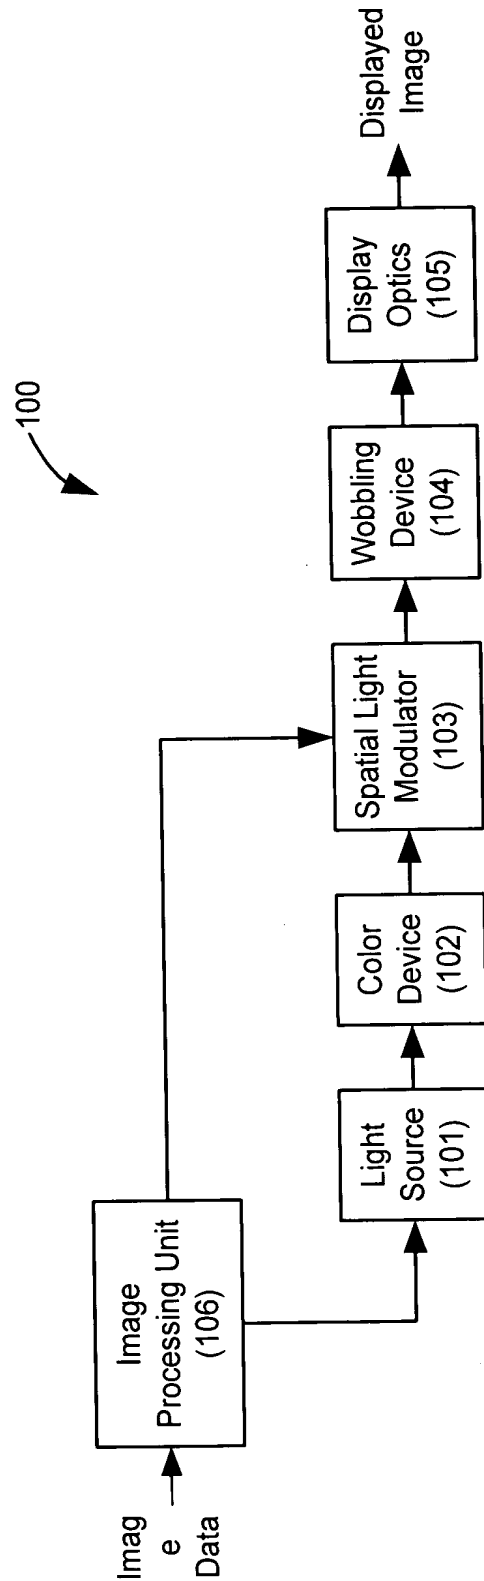 100
Imag
e
Data
Image
Processing Unit
(106)
Light
Source
(101)
Color
Device
(102)
Spatial Light
Modulator
(103)
Wobbling
Device
(104)
Display
Optics
(105)
Displayed
Image